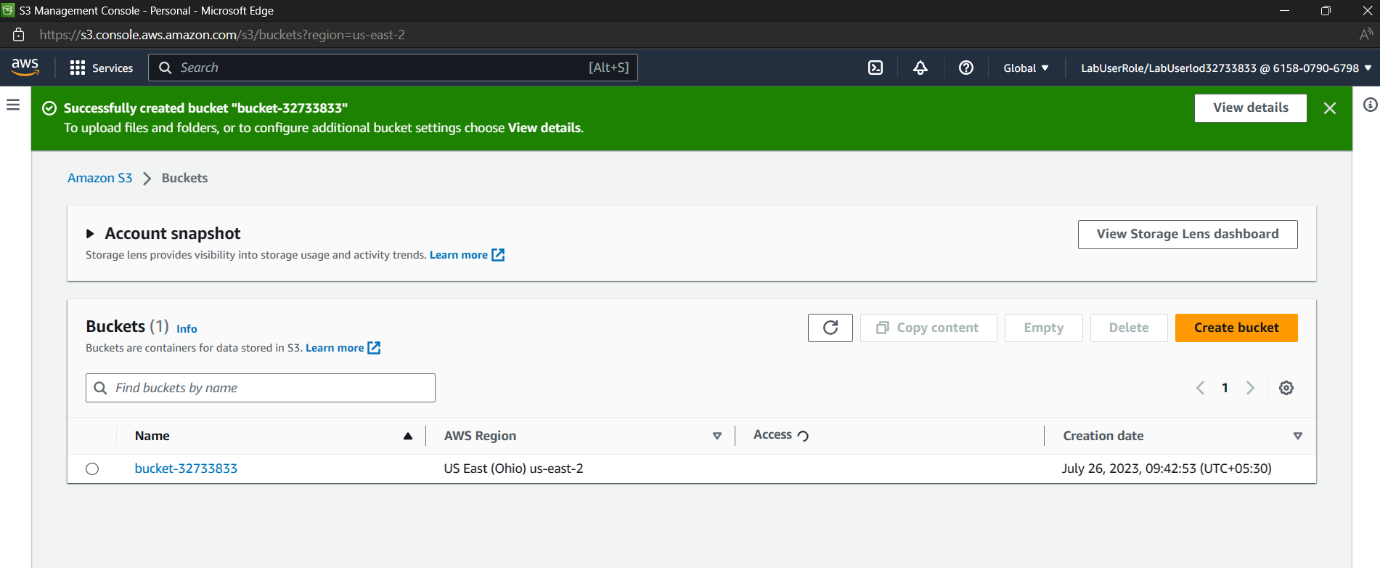 S3 Management Console - Personal - Microsoft Edge
https://s3.console.aws.amazon.com/s3/buckets?region=us-east-2
aws Services Search [Alt+S] Global LabUserRole/LabUserlod32733833 @ 6158-0790-6798
Successfully created bucket "bucket-32733833"
To upload files and folders, or to configure additional bucket settings choose View details.
View details
Amazon S3 > Buckets
Account snapshot
Storage lens provides visibility into storage usage and activity trends. Learn more
View Storage Lens dashboard
Buckets (1) Info
Buckets are containers for data stored in S3. Learn more
Copy content Empty Delete Create bucket
Find buckets by name
1
Name AWS Region Access Creation date
bucket-32733833 US East (Ohio) us-east-2 July 26, 2023, 09:42:53 (UTC+05:30)